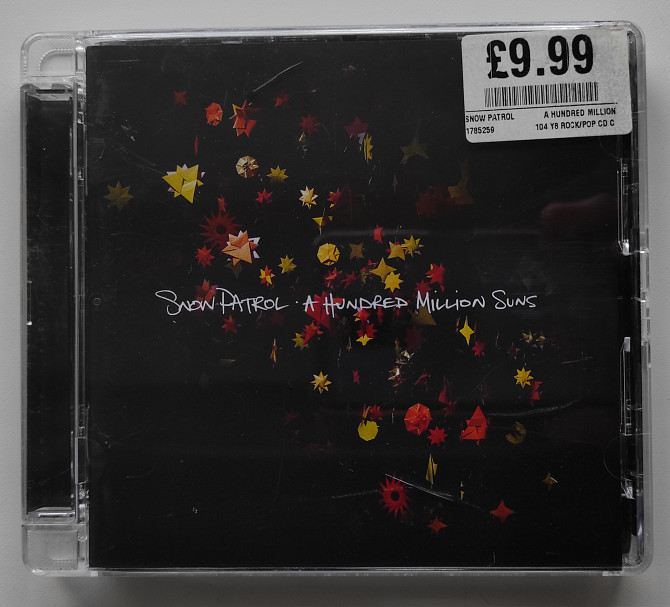 £9.99
SNOW PATROL A HUNDRED MILLION
1785259 104 Y8 ROCK/POP CD C
SNOW PATROL · A HUNDRED MILLION SUNS